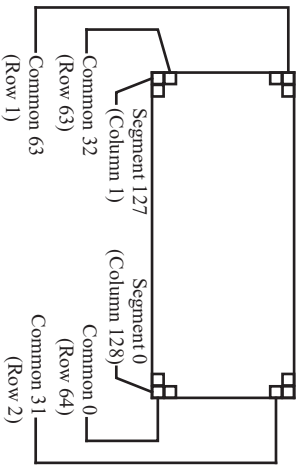 Segment 127
(Column 1)
Common 32
(Row 63)
Common 63
(Row 1)
Segment 0
(Column 128)
Common 0
(Row 64)
Common 31
(Row 2)